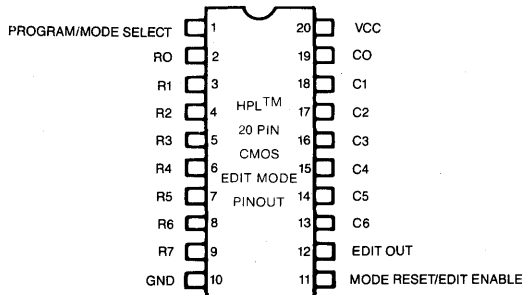 PROGRAM/MODE SELECT 1 20 VCC
RO 2 19 CO
R1 3 18 C1
R2 4 17 C2
R3 5 16 C3
R4 6 15 C4
R5 7 14 C5
R6 8 13 C6
R7 9 12 EDIT OUT
GND 10 11 MODE RESET/EDIT ENABLE
HPL™
20 PIN
CMOS
EDIT MODE
PINOUT